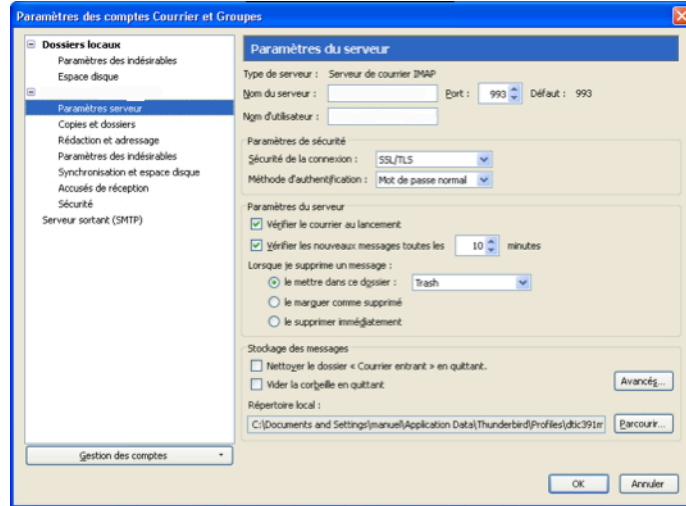 Paramètres des comptes Courrier et Groupes
Dossiers locaux
Paramètres des indésirables
Espace disque
Paramètres serveur
Copies et dossiers
Rédaction et adressage
Paramètres des indésirables
Synchronisation et espace disque
Accusés de réception
Sécurité
Serveur sortant (SMTP)
Gestion des comptes
Paramètres du serveur
Type de serveur : Serveur de courrier IMAP
Nom du serveur : Port : 993 Défaut : 993
Nom d'utilisateur :
Paramètres de sécurité
Sécurité de la connexion : SSL/TLS
Méthode d'authentification : Mot de passe normal
Paramètres du serveur
Vérifier le courrier au lancement
Vérifier les nouveaux messages toutes les 10 minutes
Lorsque je supprime un message :
le mettre dans ce dossier : Trash
le marquer comme supprimé
le supprimer immédiatement
Stockage des messages
Nettoyer le dossier « Courrier entrant » en quittant.
Vider la corbeille en quittant
Avancés...
Répertoire local :
C:\Documents and Settings\manuel\Application Data\Thunderbird\Profiles\dtic391m
Parcourir...
OK Annuler